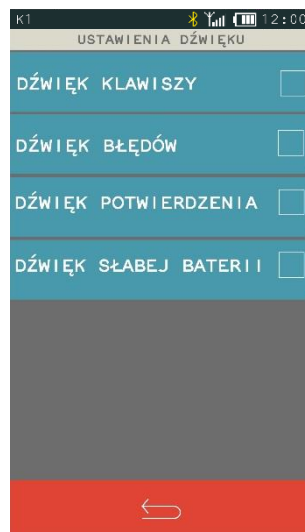 K1 12:00
USTAWIENIA DŹWIĘKU
DŹWIĘK KLAWISZY
DŹWIĘK BŁĘDÓW
DŹWIĘK POTWIERDZENIA
DŹWIĘK SŁABEJ BATERII